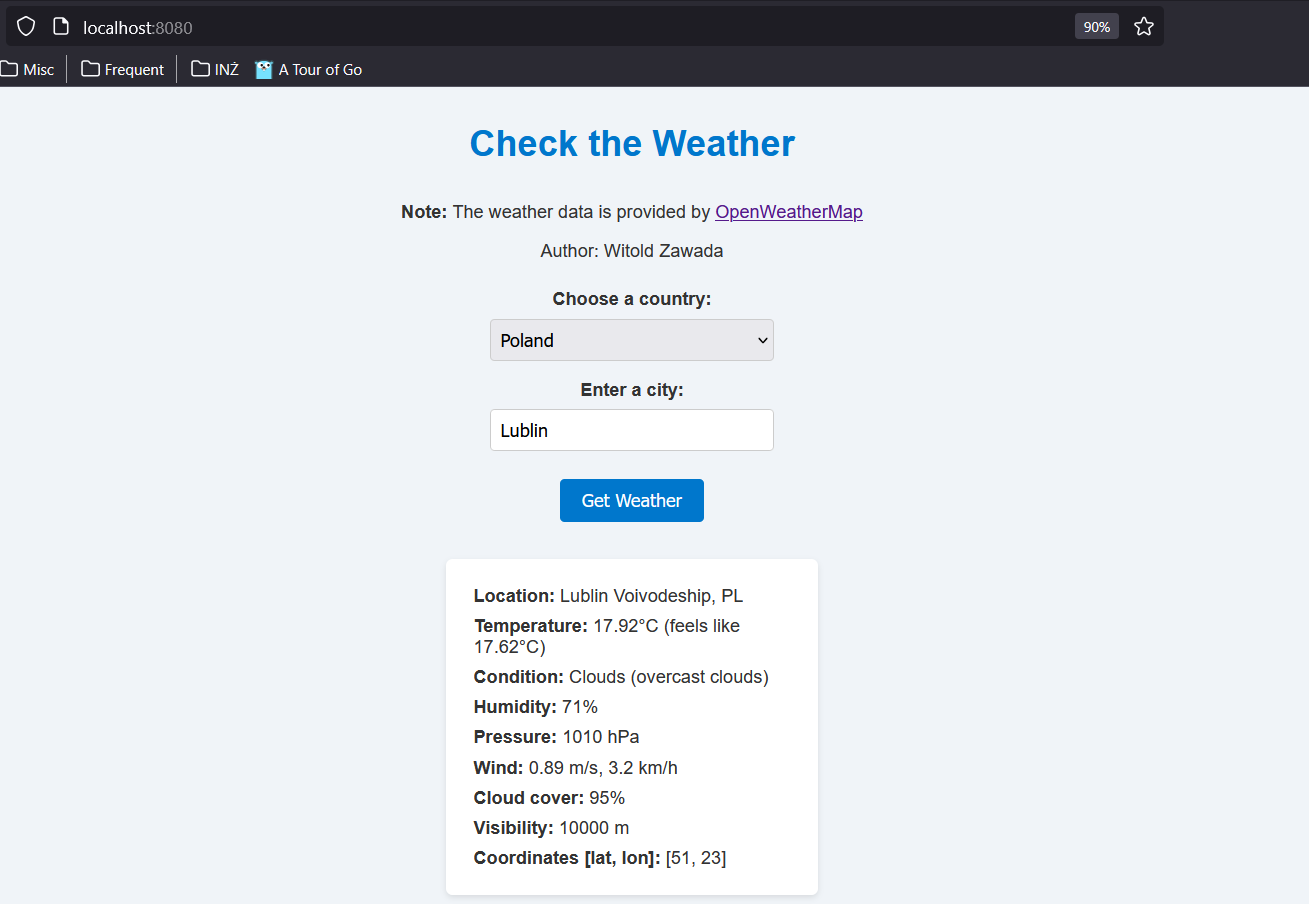 localhost:8080 90%
Misc Frequent INŻ A Tour of Go
Check the Weather
Note: The weather data is provided by OpenWeatherMap
Author: Witold Zawada
Choose a country:
Poland
Enter a city:
Lublin
Get Weather
Location: Lublin Voivodeship, PL
Temperature: 17.92°C (feels like
17.62°C)
Condition: Clouds (overcast clouds)
Humidity: 71%
Pressure: 1010 hPa
Wind: 0.89 m/s, 3.2 km/h
Cloud cover: 95%
Visibility: 10000 m
Coordinates [lat, lon]: [51, 23]